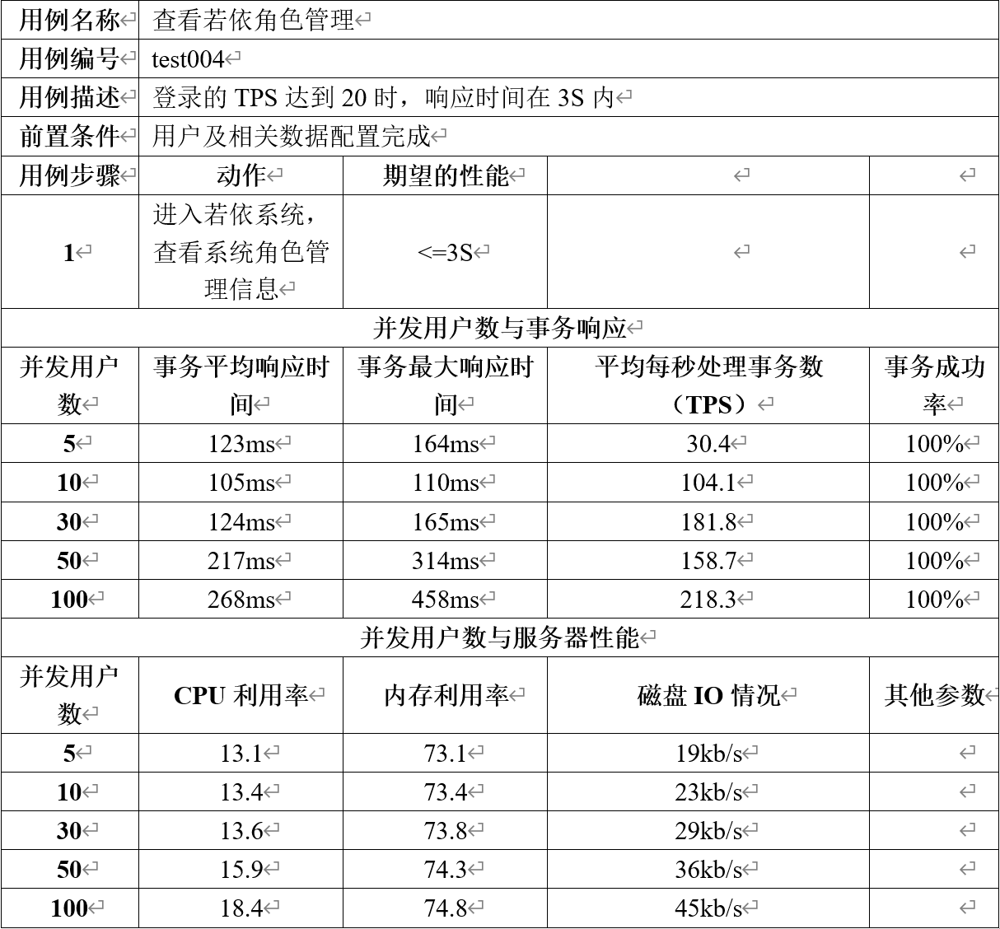 用例名称 查看若依角色管理
用例编号 test004
用例描述 登录的 TPS 达到 20 时，响应时间在 3S 内
前置条件 用户及相关数据配置完成
用例步骤 动作 期望的性能
1 进入若依系统，查看系统角色管理信息 <=3S
并发用户数与事务响应
并发用户数 事务平均响应时间 事务最大响应时间 平均每秒处理事务数（TPS） 事务成功率
5 123ms 164ms 30.4 100%
10 105ms 110ms 104.1 100%
30 124ms 165ms 181.8 100%
50 217ms 314ms 158.7 100%
100 268ms 458ms 218.3 100%
并发用户数与服务器性能
并发用户数 CPU 利用率 内存利用率 磁盘 IO 情况 其他参数
5 13.1 73.1 19kb/s
10 13.4 73.4 23kb/s
30 13.6 73.8 29kb/s
50 15.9 74.3 36kb/s
100 18.4 74.8 45kb/s